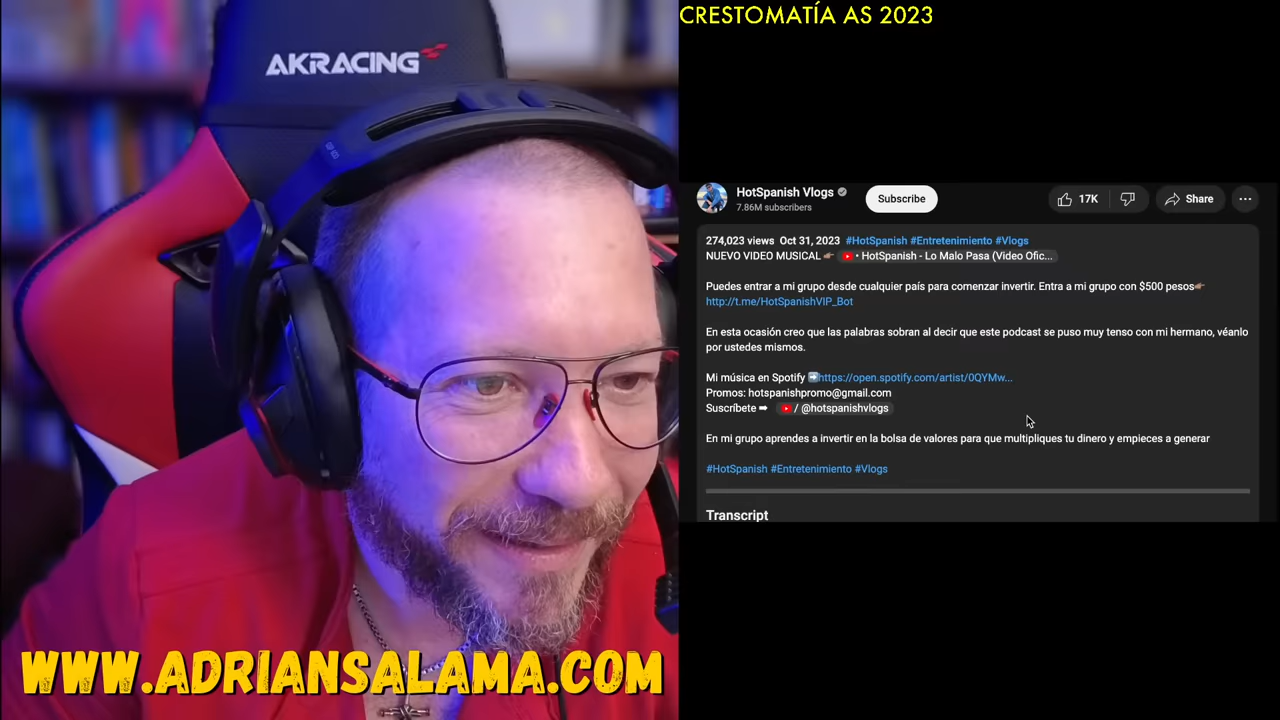 AKRACING
CRESTOMATÍA AS 2023
HotSpanish Vlogs
7.86M subscribers
Subscribe
17K
Share
274,023 views Oct 31, 2023 #HotSpanish #Entretenimiento #Vlogs
NUEVO VIDEO MUSICAL • HotSpanish - Lo Malo Pasa (Video Ofic...
Puedes entrar a mi grupo desde cualquier país para comenzar invertir. Entra a mi grupo con $500 pesos
http://t.me/HotSpanishVIP_Bot
En esta ocasión creo que las palabras sobran al decir que este podcast se puso muy tenso con mi hermano, véanlo
por ustedes mismos.
Mi música en Spotify ➡https://open.spotify.com/artist/0QYMw...
Promos: hotspanishpromo@gmail.com
Suscríbete ➡ / @hotspanishvlogs
En mi grupo aprendes a invertir en la bolsa de valores para que multipliques tu dinero y empieces a generar
#HotSpanish #Entretenimiento #Vlogs
Transcript
WWW.ADRIANSALAMA.COM